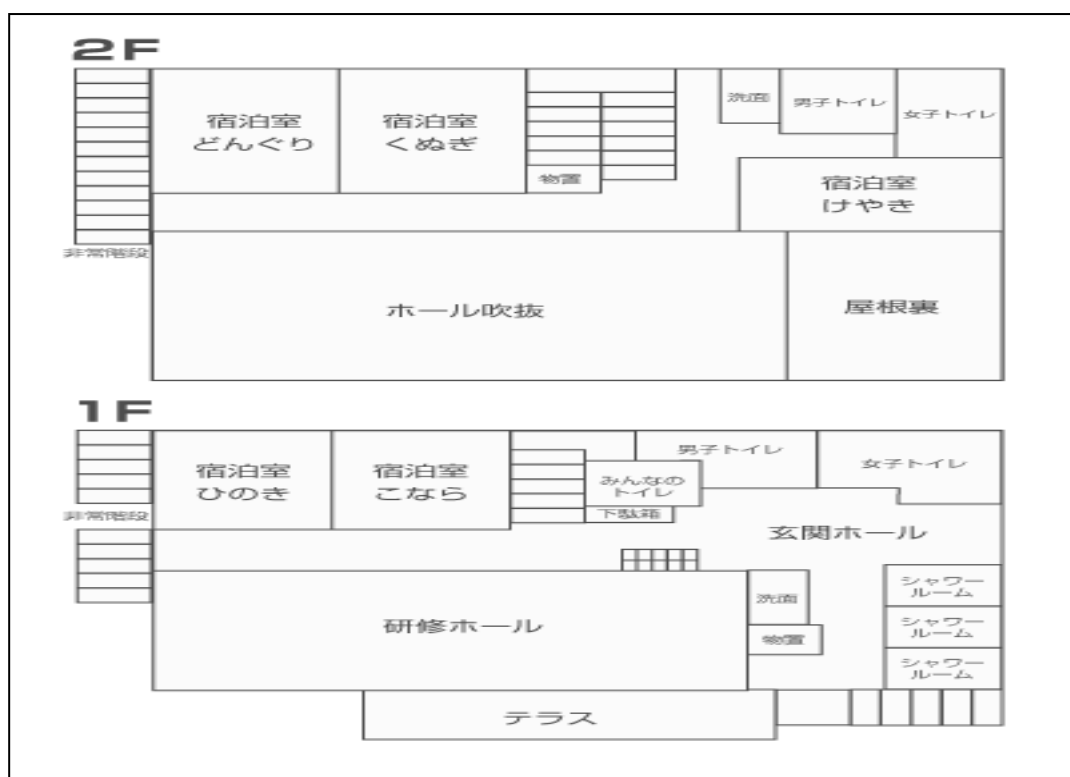 2F
宿泊室
どんぐり
宿泊室
くぬぎ
物置
洗面
男子トイレ
女子トイレ
宿泊室
けやき
非常階段
ホール吹抜
屋根裏
1F
宿泊室
ひのき
宿泊室
こなら
男子トイレ
女子トイレ
みんなの
トイレ
下駄箱
非常階段
玄関ホール
シャワー
ルーム
研修ホール
洗面
物置
シャワー
ルーム
シャワー
ルーム
テラス